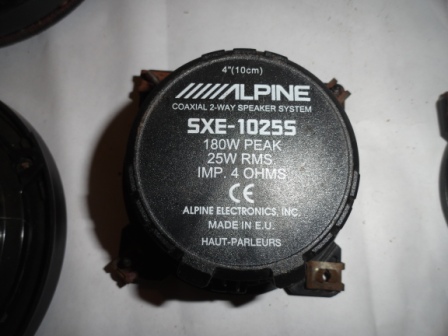 4"(10cm)
ALPINE
COAXIAL 2-WAY SPEAKER SYSTEM
SXE-1025S
180W PEAK
25W RMS
IMP. 4 OHMS
CE
ALPINE ELECTRONICS, INC.
MADE IN E.U.
HAUT-PARLEURS